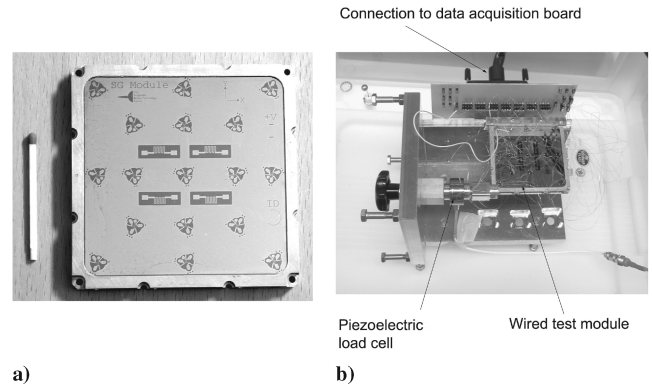 Connection to data acquisition board
SG Module
x
+V
-
ID
Piezoelectric
load cell
Wired test module
a)
b)